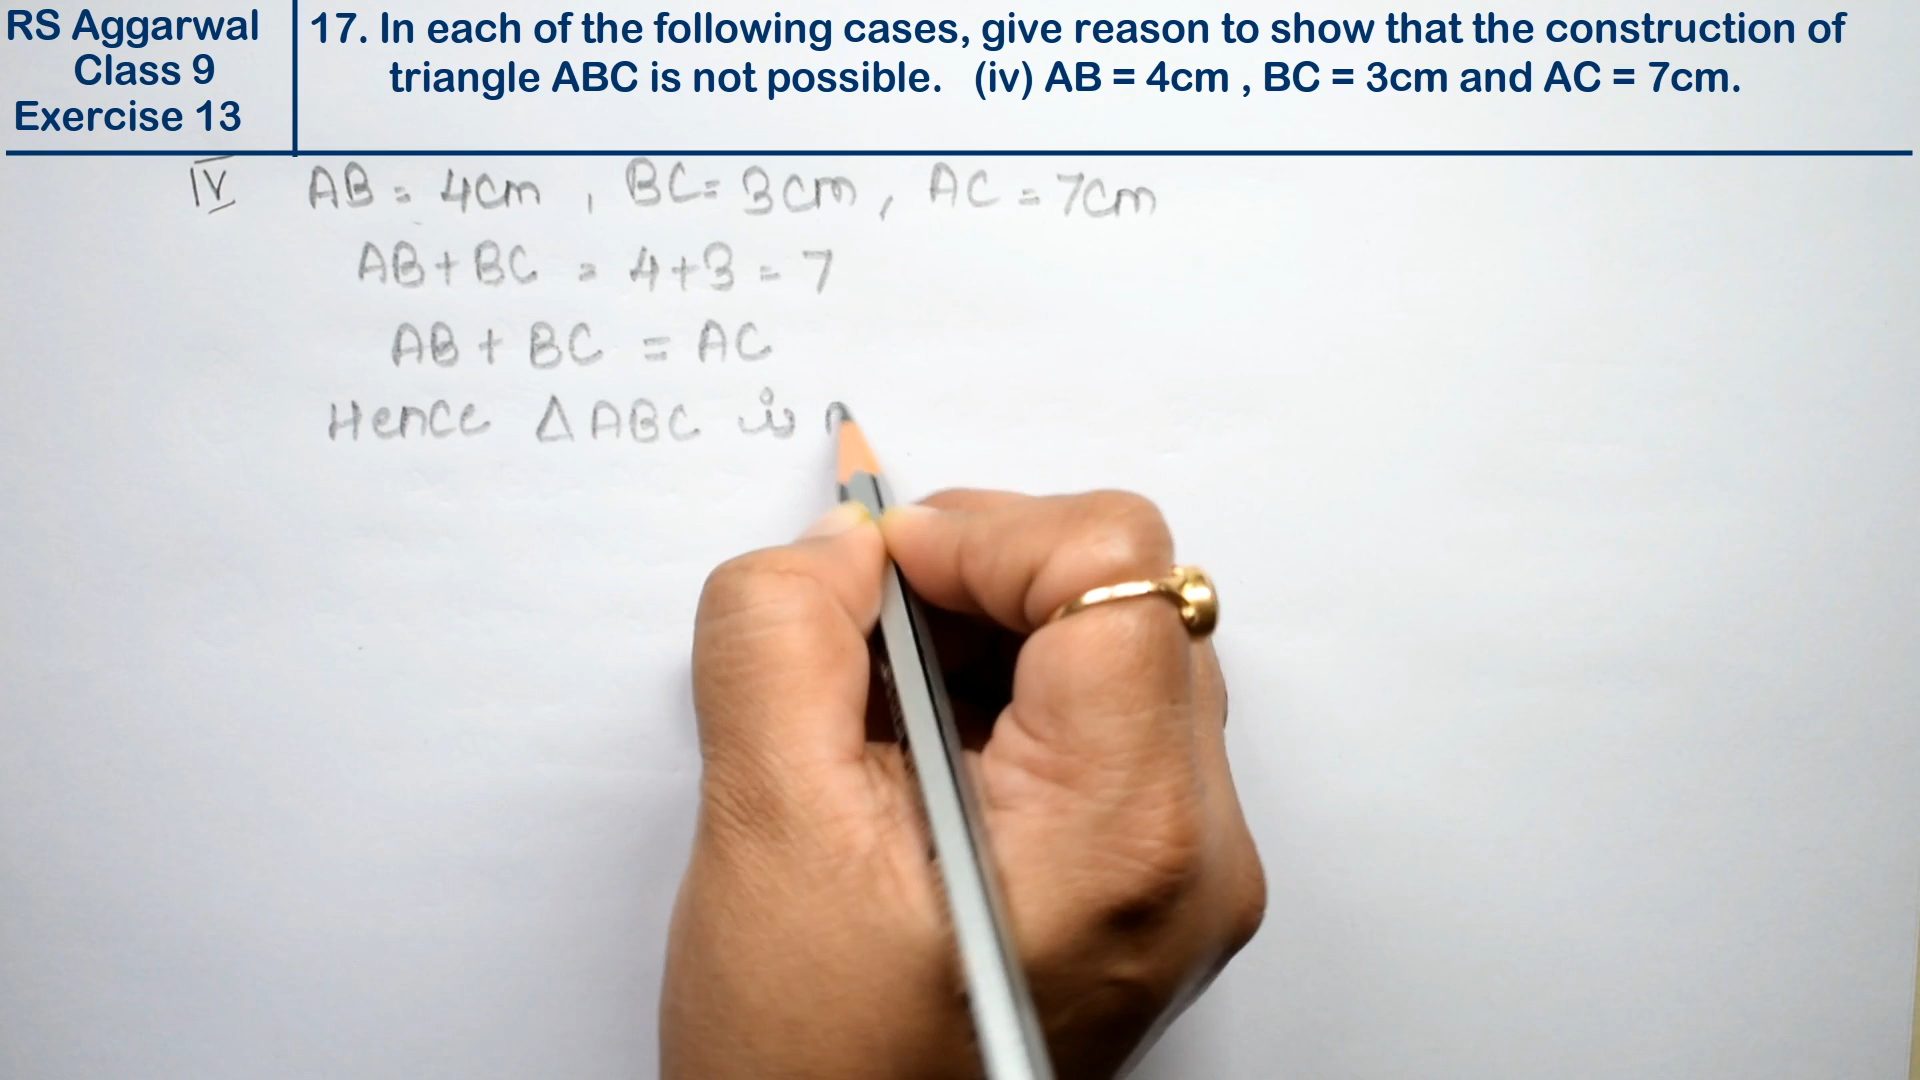 RS Aggarwal
Class 9
Exercise 13
17. In each of the following cases, give reason to show that the construction of
triangle ABC is not possible. (iv) AB = 4cm , BC = 3cm and AC = 7cm.
IV AB = 4cm , BC = 3cm , AC = 7cm
AB + BC = 4+3 = 7
AB + BC = AC
Hence Δ ABC is